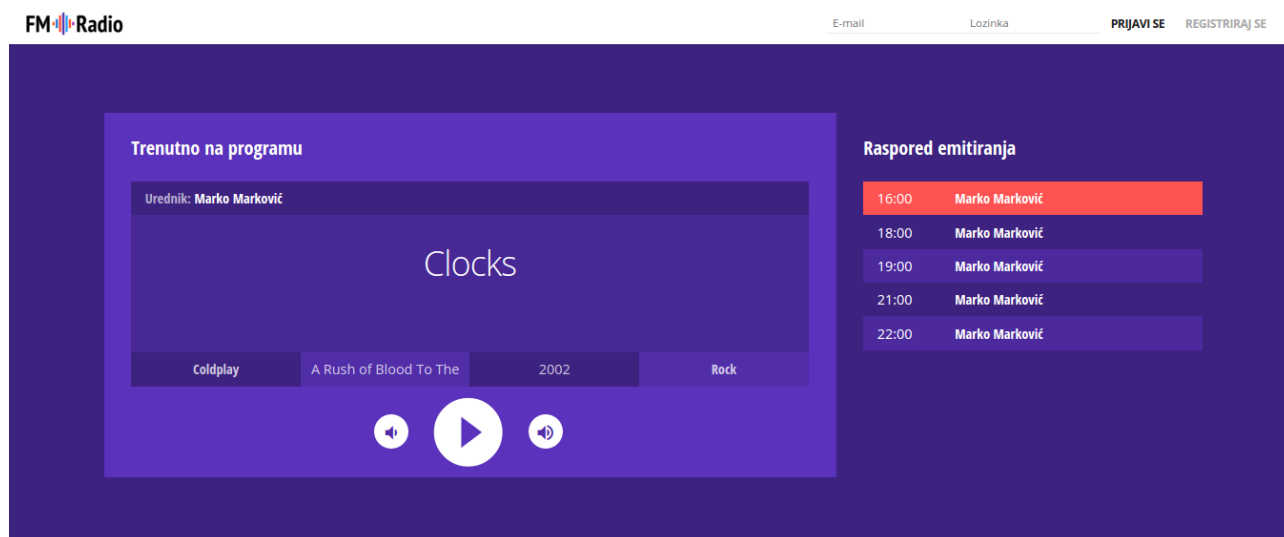 FM Radio
E-mail Lozinka PRIJAVI SE REGISTRIRAJ SE
Trenutno na programu
Urednik: Marko Marković
Clocks
Coldplay A Rush of Blood To The 2002 Rock
Raspored emitiranja
16:00 Marko Marković
18:00 Marko Marković
19:00 Marko Marković
21:00 Marko Marković
22:00 Marko Marković